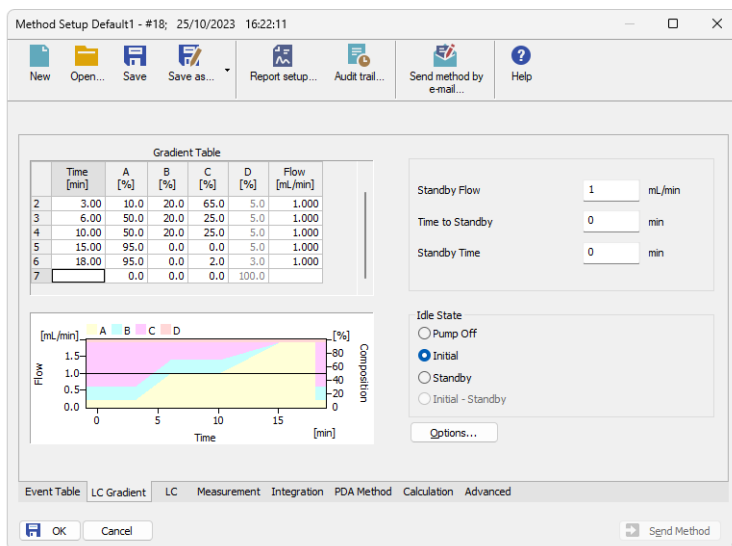 Method Setup Default1 - #18; 25/10/2023 16:22:11
New Open... Save Save as... Report setup... Audit trail... Send method by e-mail... Help
Gradient Table
Time [min] A [%] B [%] C [%] D [%] Flow [mL/min]
2 3.00 10.0 20.0 65.0 5.0 1.000
3 6.00 50.0 20.0 25.0 5.0 1.000
4 10.00 50.0 20.0 25.0 5.0 1.000
5 15.00 95.0 0.0 0.0 5.0 1.000
6 18.00 95.0 0.0 2.0 3.0 1.000
7 0.0 0.0 0.0 100.0
Standby Flow 1 mL/min
Time to Standby 0 min
Standby Time 0 min
[mL/min] A B C D [%]
1.5
1.0
0.5
0.0
Flow
80
60
40
20
0
Composition
0 5 10 15
Time [min]
Idle State
Pump Off
Initial
Standby
Initial - Standby
Options...
Event Table LC Gradient LC Measurement Integration PDA Method Calculation Advanced
OK Cancel Send Method